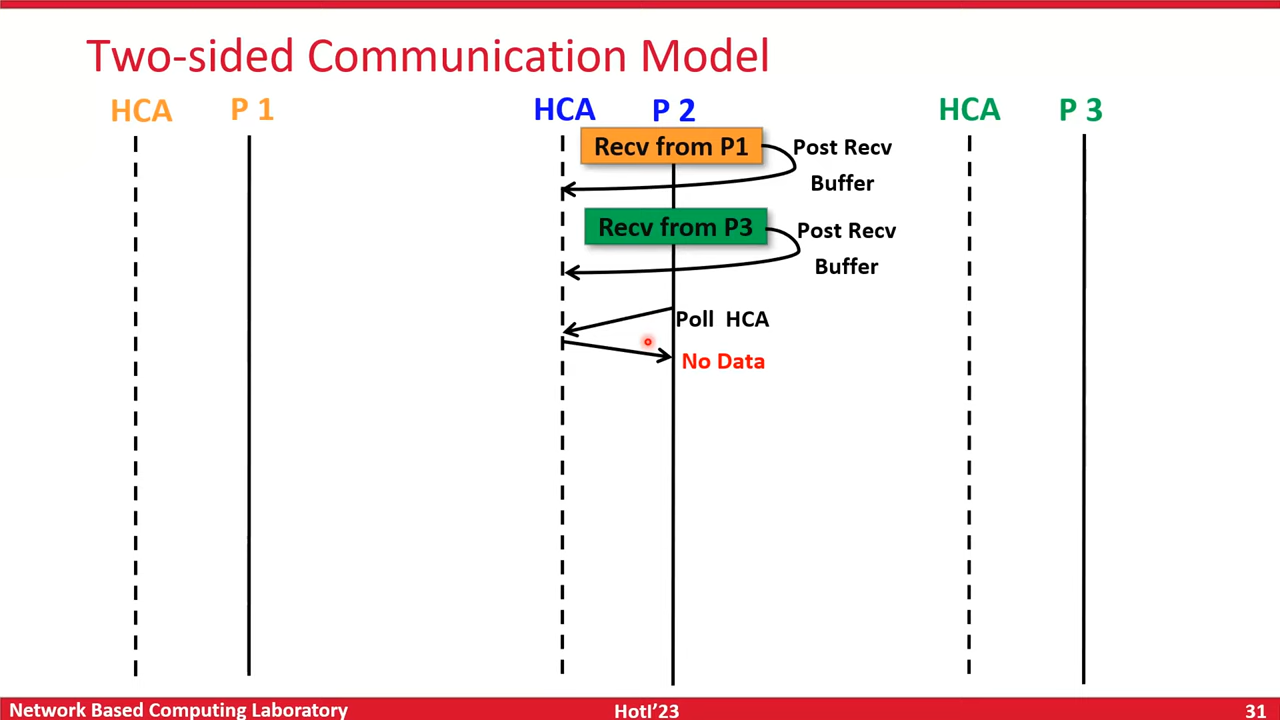 Two-sided Communication Model
HCA P 1 HCA P 2 HCA P 3
Recv from P1 Post Recv
Buffer
Recv from P3 Post Recv
Buffer
Poll HCA
No Data
Network Based Computing Laboratory HotI’23 31